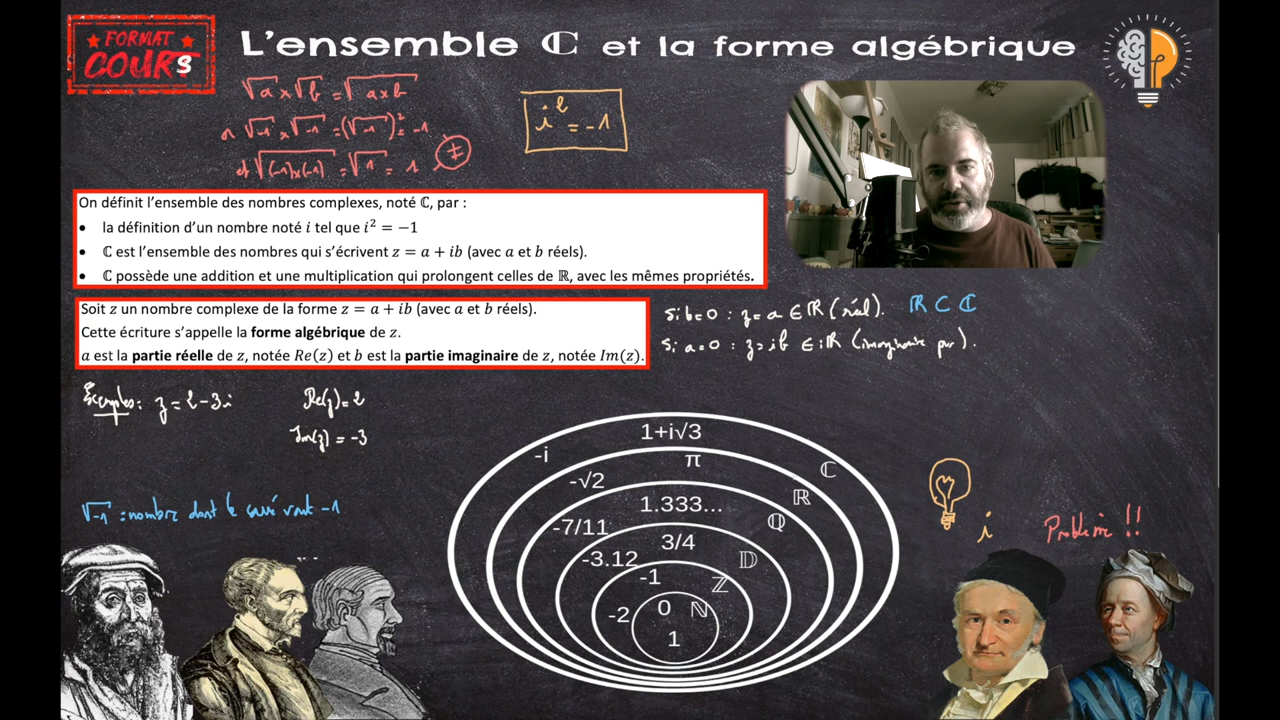 FORMAT
COURS
L'ensemble ℂ et la forme algébrique
√a × √b = √a×b
or √-1 × √-1 = (√-1)² = -1
et √(-1)×(-1) = √1 = 1
≠
i² = -1
On définit l'ensemble des nombres complexes, noté ℂ, par :
• la définition d'un nombre noté i tel que i² = −1
• ℂ est l'ensemble des nombres qui s'écrivent z = a + ib (avec a et b réels).
• ℂ possède une addition et une multiplication qui prolongent celles de ℝ, avec les mêmes propriétés.
Soit z un nombre complexe de la forme z = a + ib (avec a et b réels).
Cette écriture s'appelle la forme algébrique de z.
a est la partie réelle de z, notée Re(z) et b est la partie imaginaire de z, notée Im(z).
si b=0 : z=a ∈ ℝ (réel). ℝ ⊂ ℂ
si a=0 : z=ib ∈ iℝ (imaginaire pur).
Exemples : z = 2-3i
Re(z) = 2
Im(z) = -3
√-1 : nombre dont le carré vaut -1
1+i√3
-i
π
ℂ
-√2
ℝ
1.333...
-7/11
ℚ
3/4
-3.12
𝔻
-1
ℤ
-2
0
ℕ
1
i
Problème !!